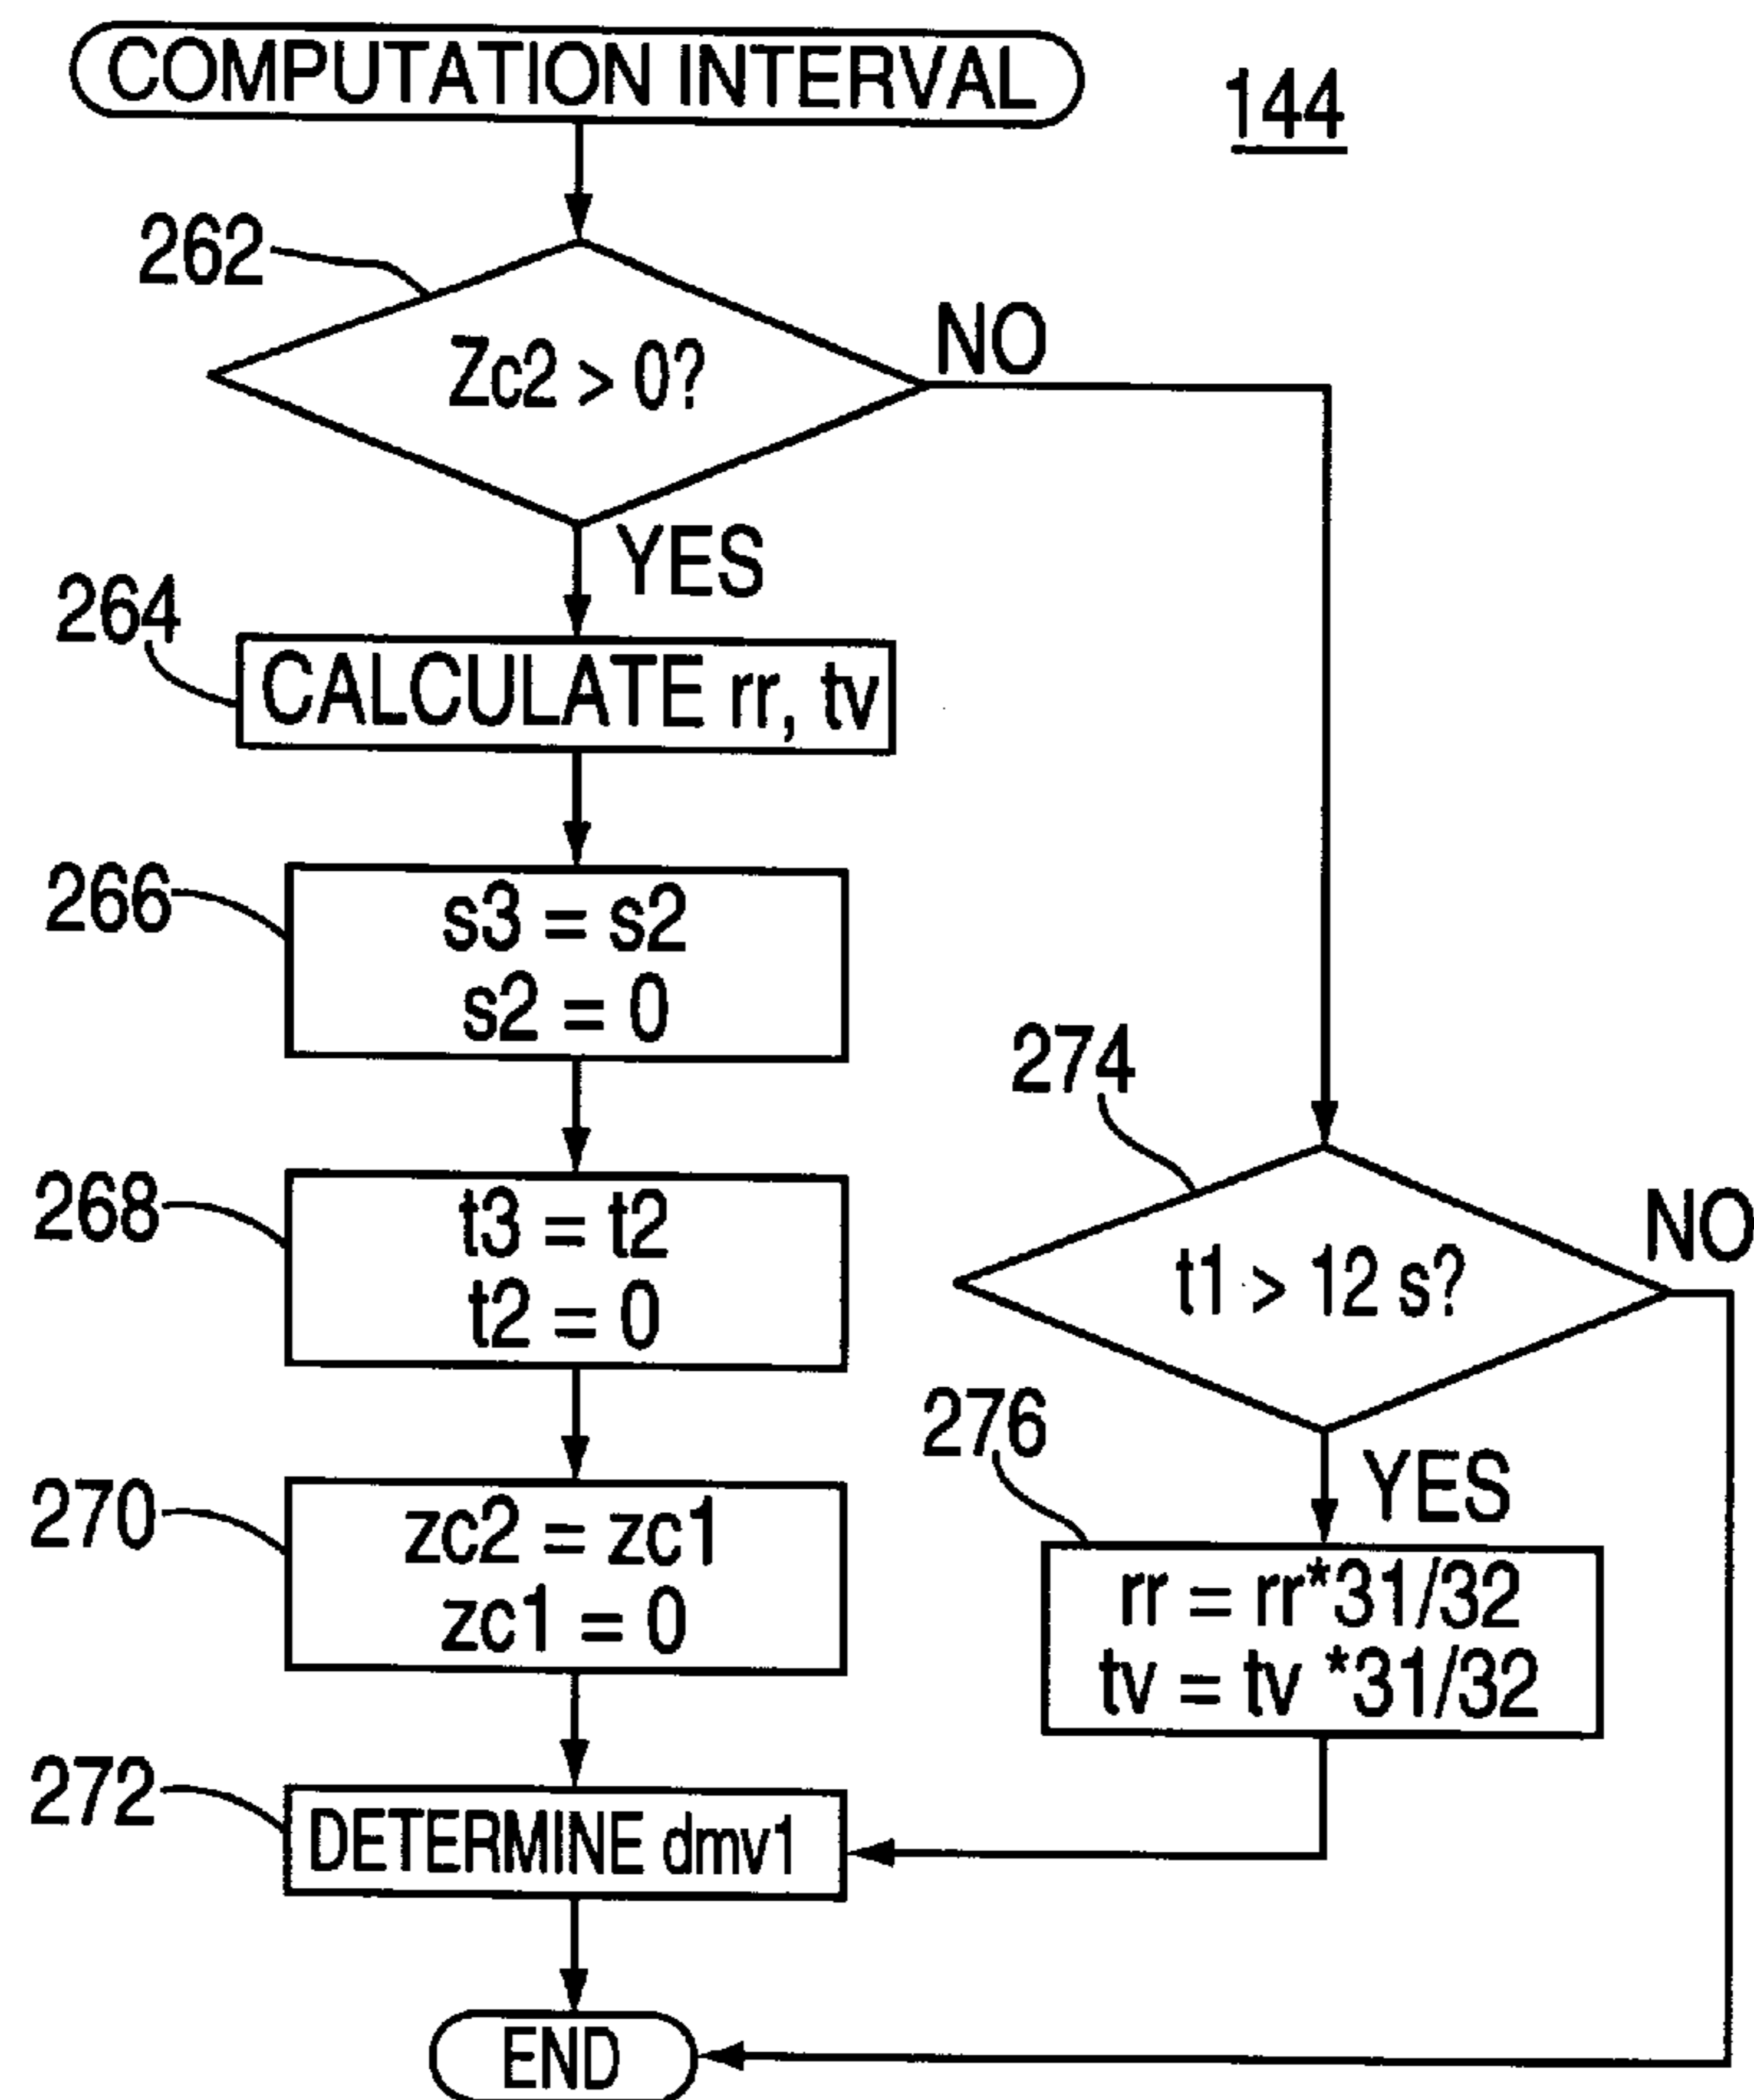 COMPUTATION INTERVAL
144
262
Zc2 > 0?
NO
YES
264
CALCULATE rr, tv
266
s3 = s2
s2 = 0
268
t3 = t2
t2 = 0
270
zc2 = zc1
zc1 = 0
272
DETERMINE dmv1
274
t1 > 12 s?
NO
YES
276
rr = rr*31/32
tv = tv *31/32
END